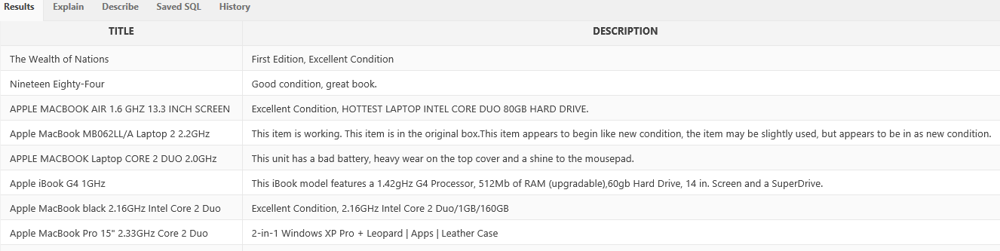 Results Explain Describe Saved SQL History
TITLE DESCRIPTION
The Wealth of Nations First Edition, Excellent Condition
Nineteen Eighty-Four Good condition, great book.
APPLE MACBOOK AIR 1.6 GHZ 13.3 INCH SCREEN Excellent Condition, HOTTEST LAPTOP INTEL CORE DUO 80GB HARD DRIVE.
Apple MacBook MB062LL/A Laptop 2 2.2GHz This item is working. This item is in the original box.This item appears to begin like new condition, the item may be slightly used, but appears to be in as new condition.
APPLE MACBOOK Laptop CORE 2 DUO 2.0GHz This unit has a bad battery, heavy wear on the top cover and a shine to the mousepad.
Apple iBook G4 1GHz This iBook model features a 1.42gHz G4 Processor, 512Mb of RAM (upgradable),60gb Hard Drive, 14 in. Screen and a SuperDrive.
Apple MacBook black 2.16GHz Intel Core 2 Duo Excellent Condition, 2.16GHz Intel Core 2 Duo/1GB/160GB
Apple MacBook Pro 15" 2.33GHz Core 2 Duo 2-in-1 Windows XP Pro + Leopard | Apps | Leather Case